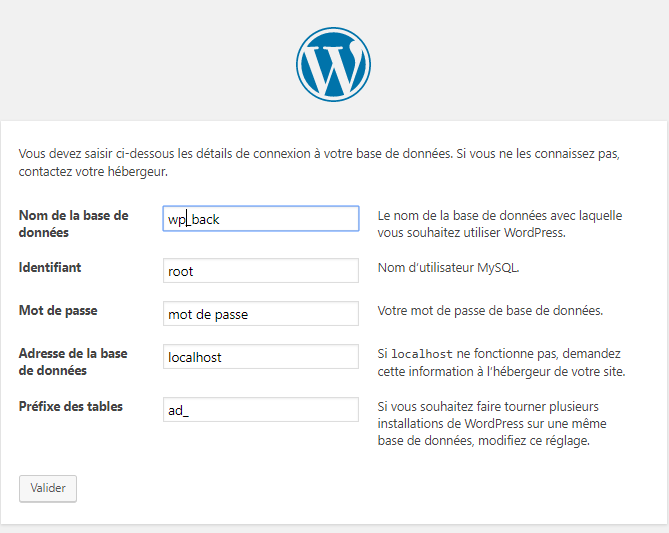 Vous devez saisir ci-dessous les détails de connexion à votre base de données. Si vous ne les connaissez pas,
contactez votre hébergeur.
Nom de la base de
données
wp_back
Le nom de la base de données avec laquelle
vous souhaitez utiliser WordPress.
Identifiant
root
Nom d'utilisateur MySQL.
Mot de passe
mot de passe
Votre mot de passe de base de données.
Adresse de la base
de données
localhost
Si localhost ne fonctionne pas, demandez
cette information à l'hébergeur de votre site.
Préfixe des tables
ad_
Si vous souhaitez faire tourner plusieurs
installations de WordPress sur une même
base de données, modifiez ce réglage.
Valider